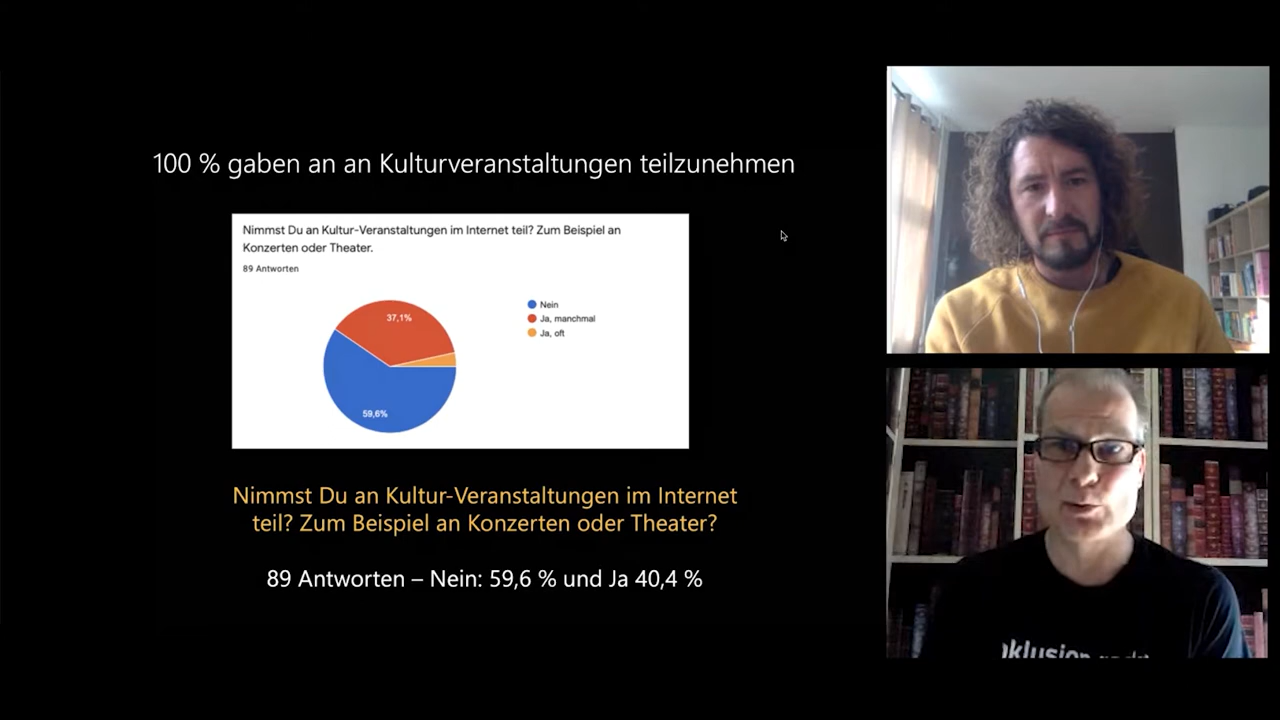 100 % gaben an an Kulturveranstaltungen teilzunehmen
Nimmst Du an Kultur-Veranstaltungen im Internet teil? Zum Beispiel an
Konzerten oder Theater.
89 Antworten
Nein
Ja, manchmal
Ja, oft
37,1%
59,6%
Nimmst Du an Kultur-Veranstaltungen im Internet
teil? Zum Beispiel an Konzerten oder Theater?
89 Antworten – Nein: 59,6 % und Ja 40,4 %